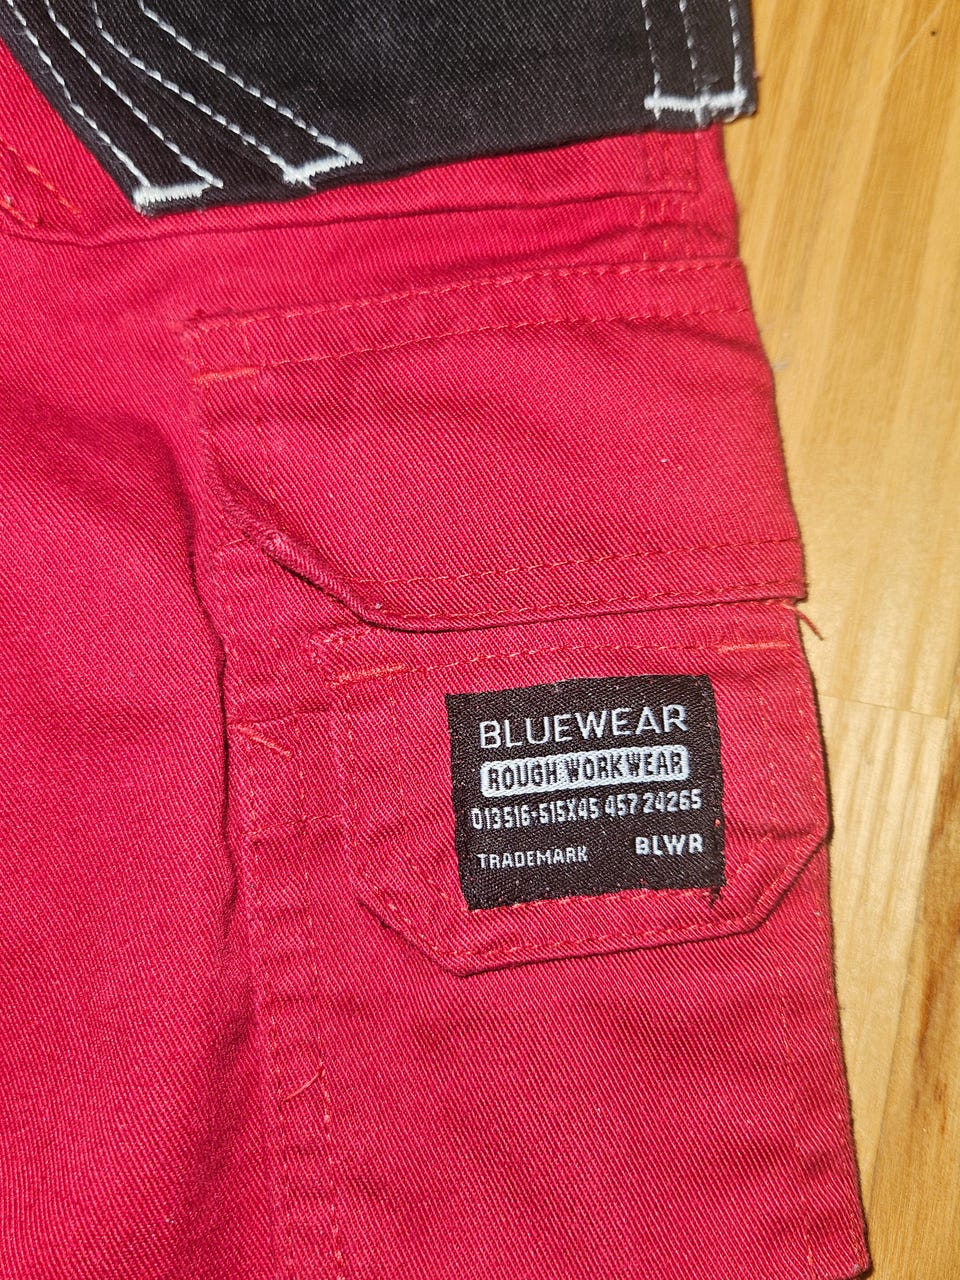 BLUEWEAR
ROUGH WORKWEAR
013516-515X45 457 24265
TRADEMARK BLWR